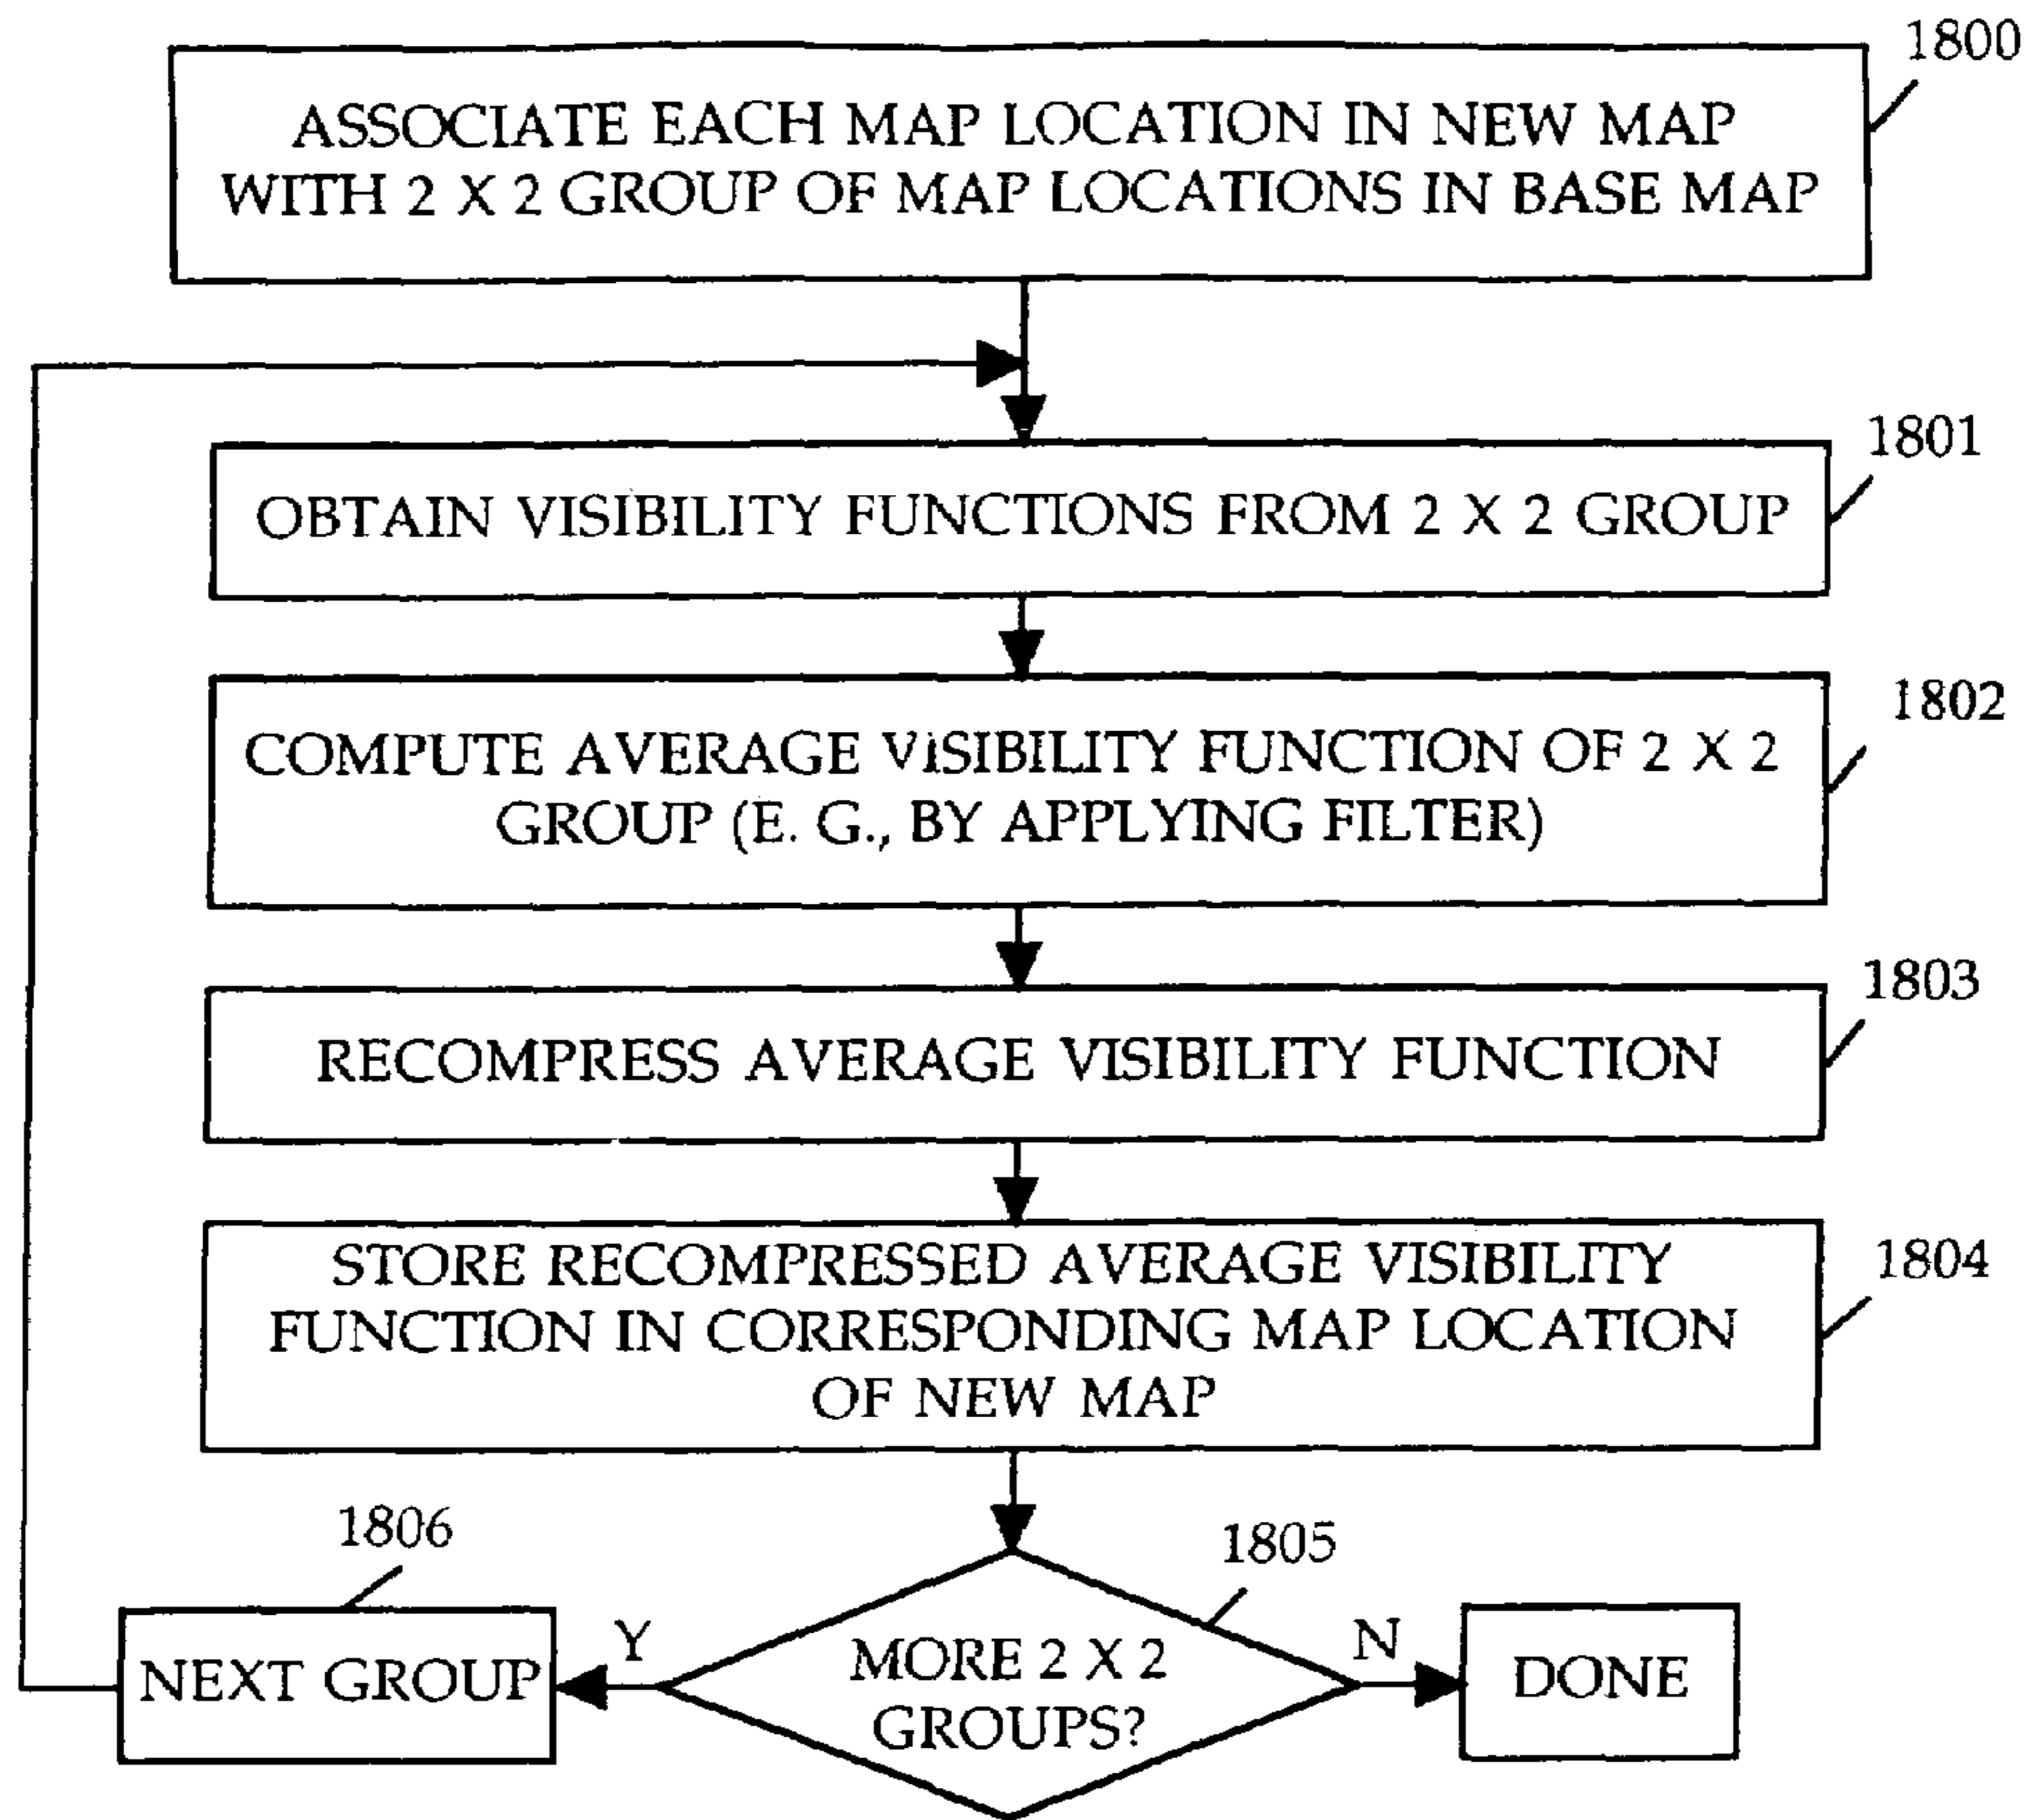 1800
ASSOCIATE EACH MAP LOCATION IN NEW MAP
WITH 2 X 2 GROUP OF MAP LOCATIONS IN BASE MAP
1801
OBTAIN VISIBILITY FUNCTIONS FROM 2 X 2 GROUP
1802
COMPUTE AVERAGE VISIBILITY FUNCTION OF 2 X 2
GROUP (E. G., BY APPLYING FILTER)
1803
RECOMPRESS AVERAGE VISIBILITY FUNCTION
1804
STORE RECOMPRESSED AVERAGE VISIBILITY
FUNCTION IN CORRESPONDING MAP LOCATION
OF NEW MAP
1806
1805
Y
N
NEXT GROUP
MORE 2 X 2
GROUPS?
DONE